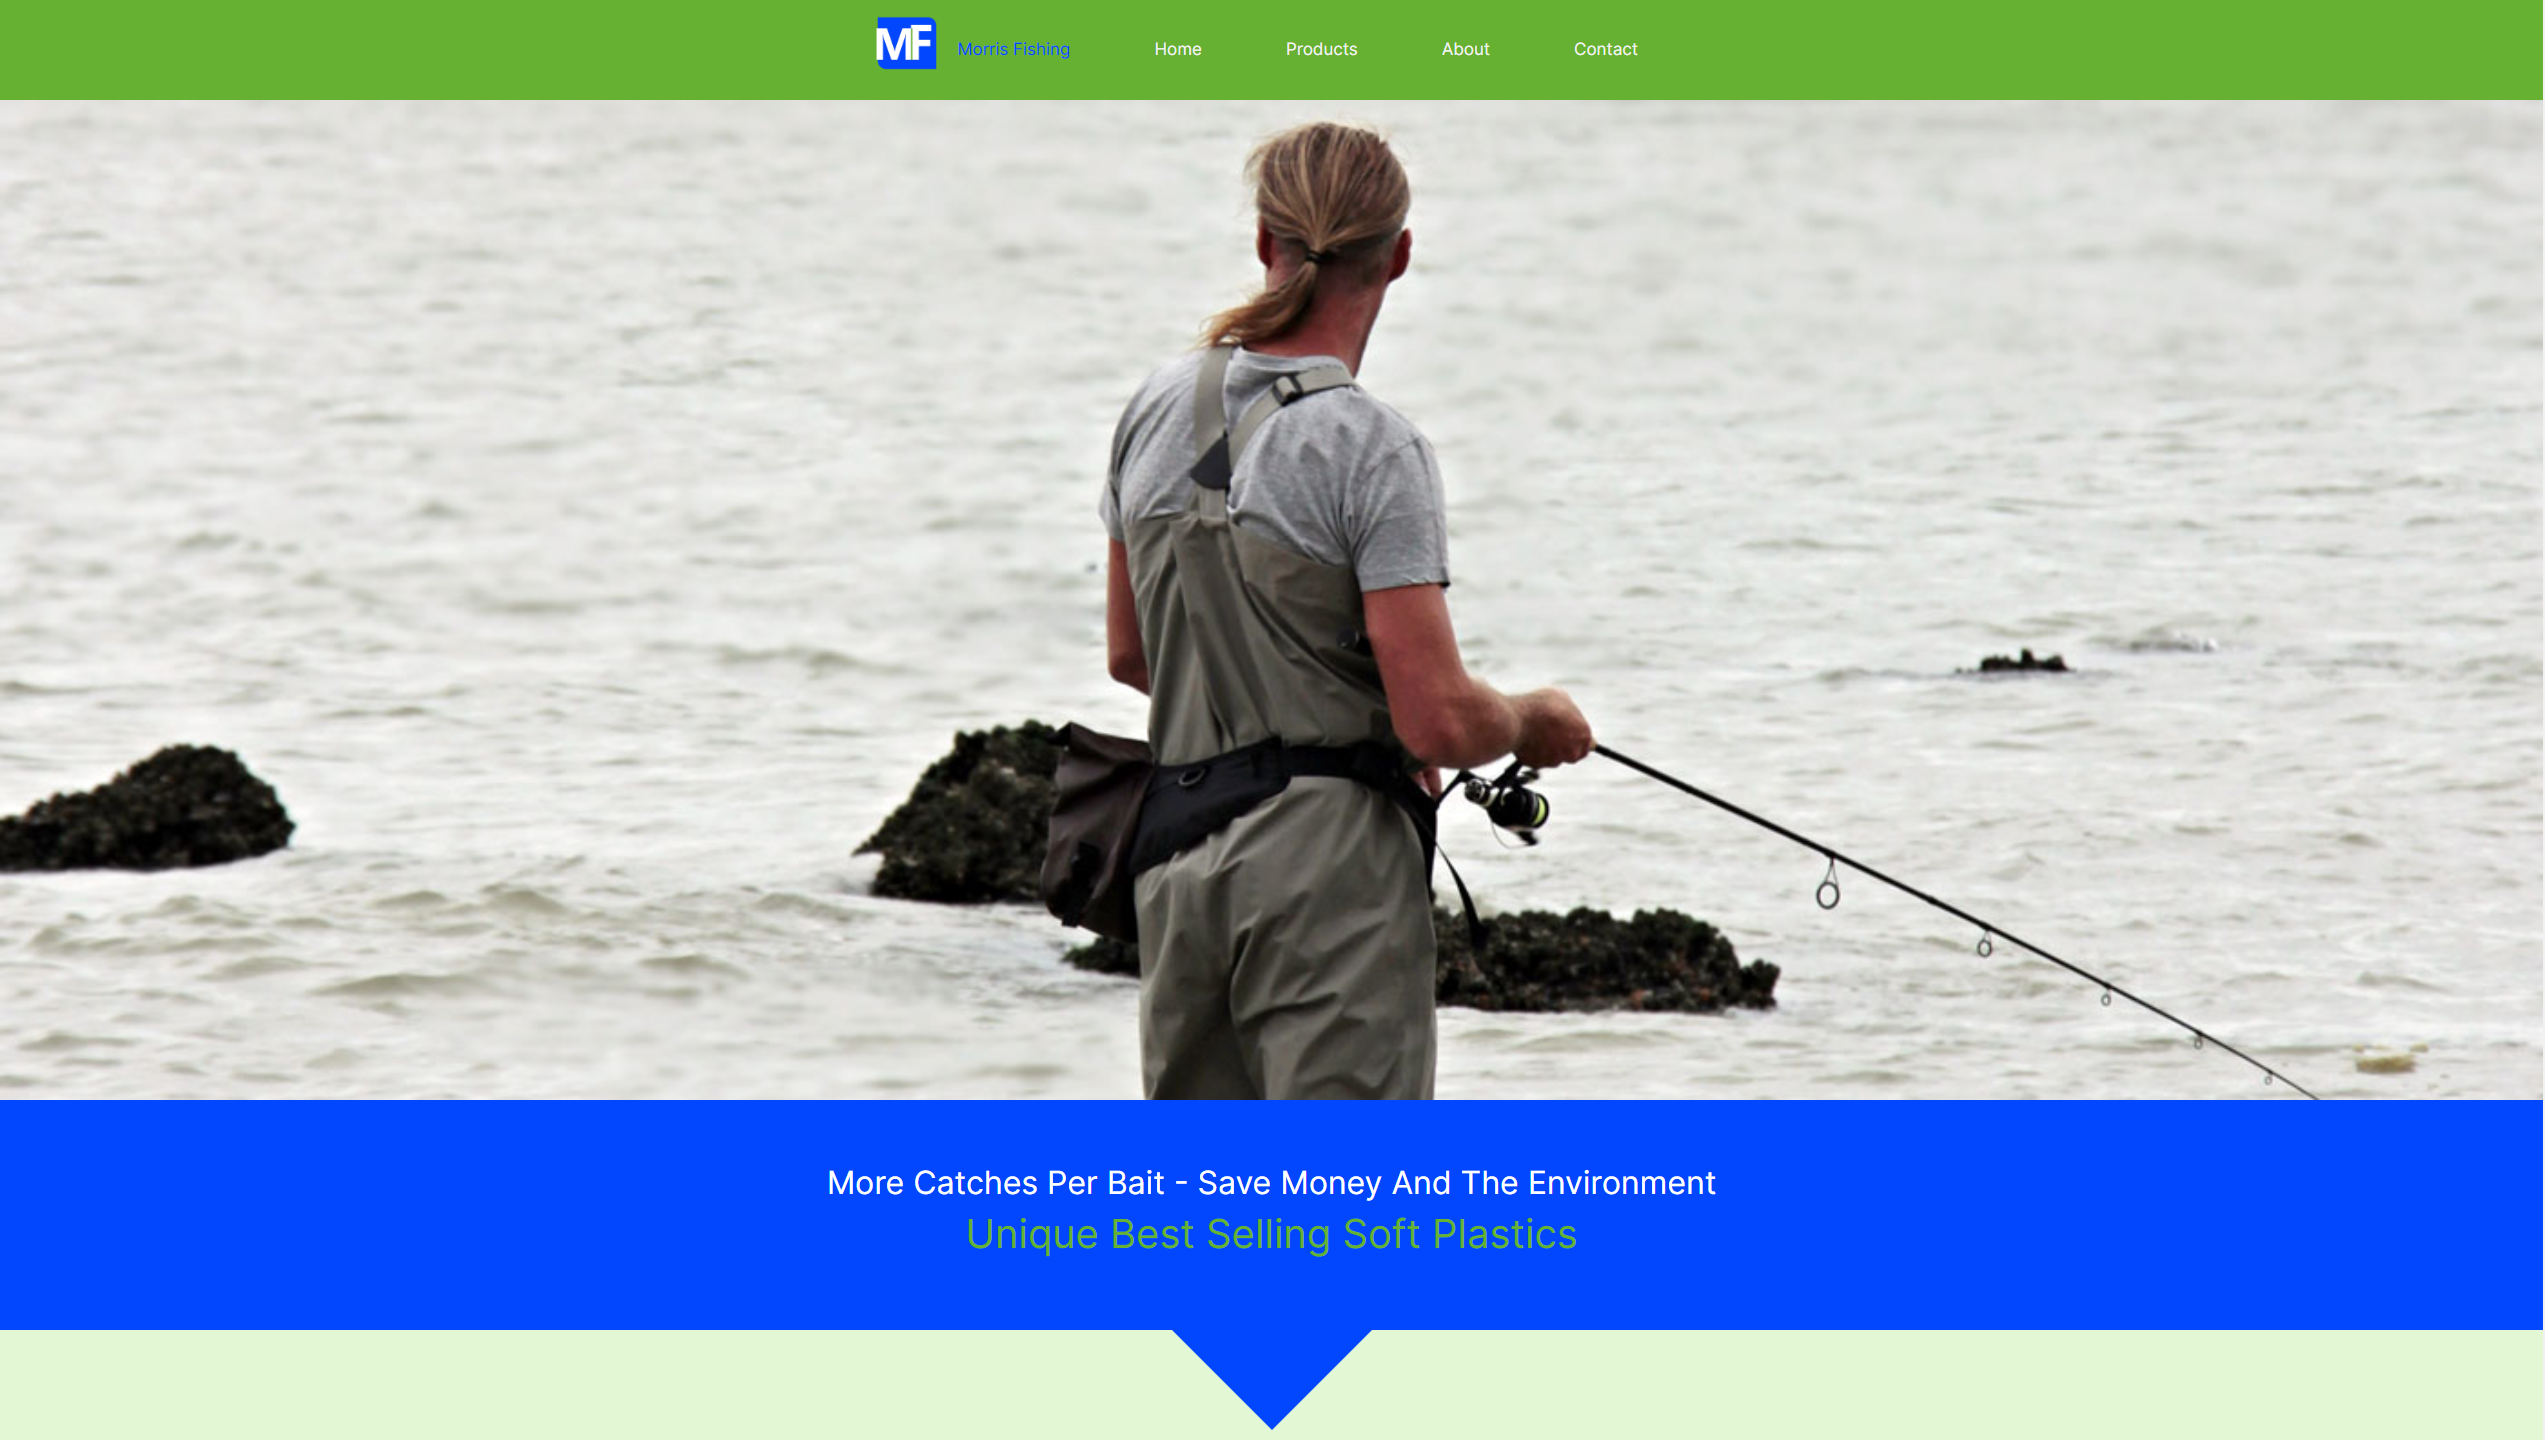 MF
Morris Fishing Home Products About Contact
More Catches Per Bait - Save Money And The Environment
Unique Best Selling Soft Plastics